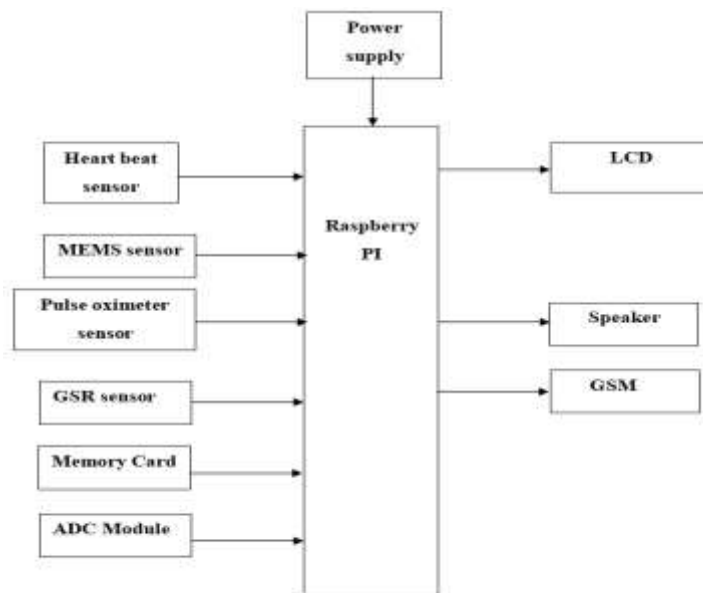 Power
supply
Heart beat
sensor
MEMS sensor
Pulse oximeter
sensor
GSR sensor
Memory Card
ADC Module
Raspberry
PI
LCD
Speaker
GSM